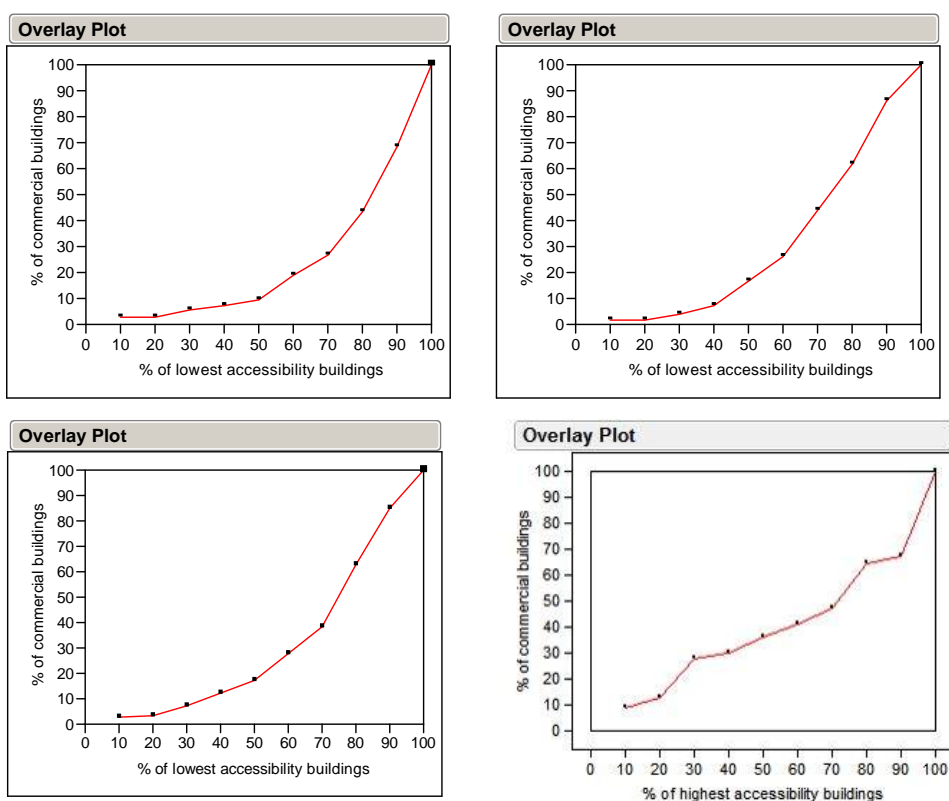 Overlay Plot
% of commercial buildings
100
90
80
70
60
50
40
30
20
10
0
0 10 20 30 40 50 60 70 80 90 100
% of lowest accessibility buildings
Overlay Plot
% of commercial buildings
100
90
80
70
60
50
40
30
20
10
0
0 10 20 30 40 50 60 70 80 90 100
% of lowest accessibility buildings
Overlay Plot
% of commercial buildings
100
90
80
70
60
50
40
30
20
10
0
0 10 20 30 40 50 60 70 80 90 100
% of lowest accessibility buildings
Overlay Plot
% of commercial buildings
100
90
80
70
60
50
40
30
20
10
0
0 10 20 30 40 50 60 70 80 90 100
% of highest accessibility buildings